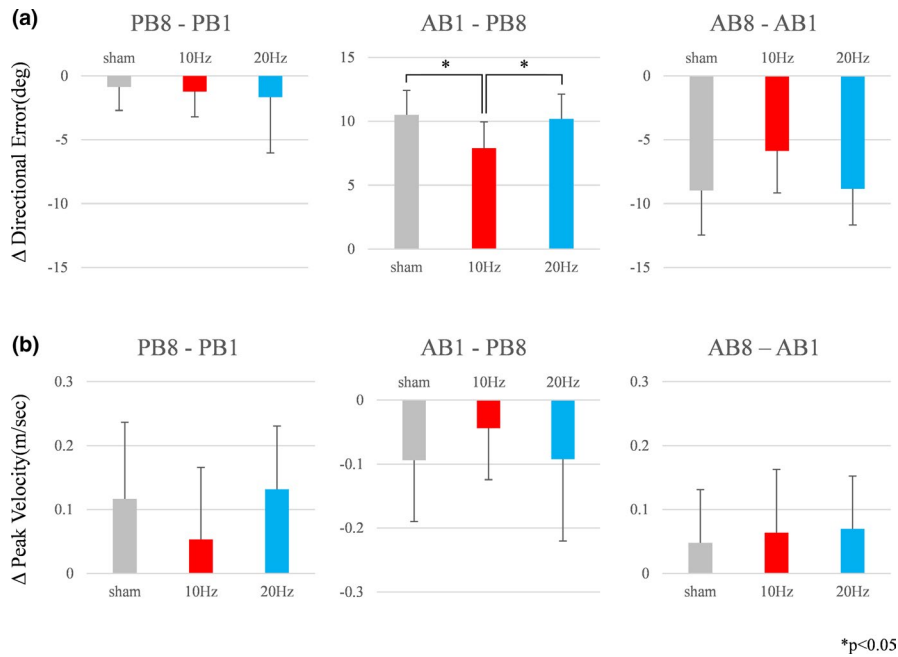 (a)
PB8 - PB1
AB1 - PB8
AB8 - AB1
Δ Directional Error(deg)
sham 10Hz 20Hz
0
-5
-10
-15
15
10
5
0
* *
sham 10Hz 20Hz
sham 10Hz 20Hz
0
-5
-10
-15
(b)
PB8 - PB1
AB1 - PB8
AB8 – AB1
Δ Peak Velocity(m/sec)
0.3
0.2
0.1
0
sham 10Hz 20Hz
sham 10Hz 20Hz
0
-0.1
-0.2
-0.3
0.3
0.2
0.1
0
sham 10Hz 20Hz
*p<0.05